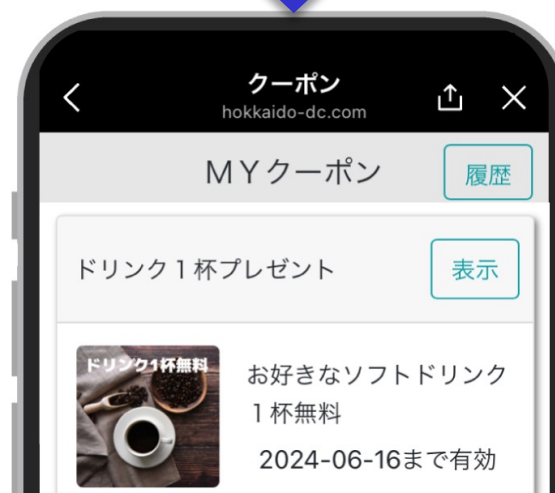 クーポン
hokkaido-dc.com
ＭＹクーポン
履歴
ドリンク１杯プレゼント
表示
ドリンク1杯無料
お好きなソフトドリンク
１杯無料
2024-06-16まで有効